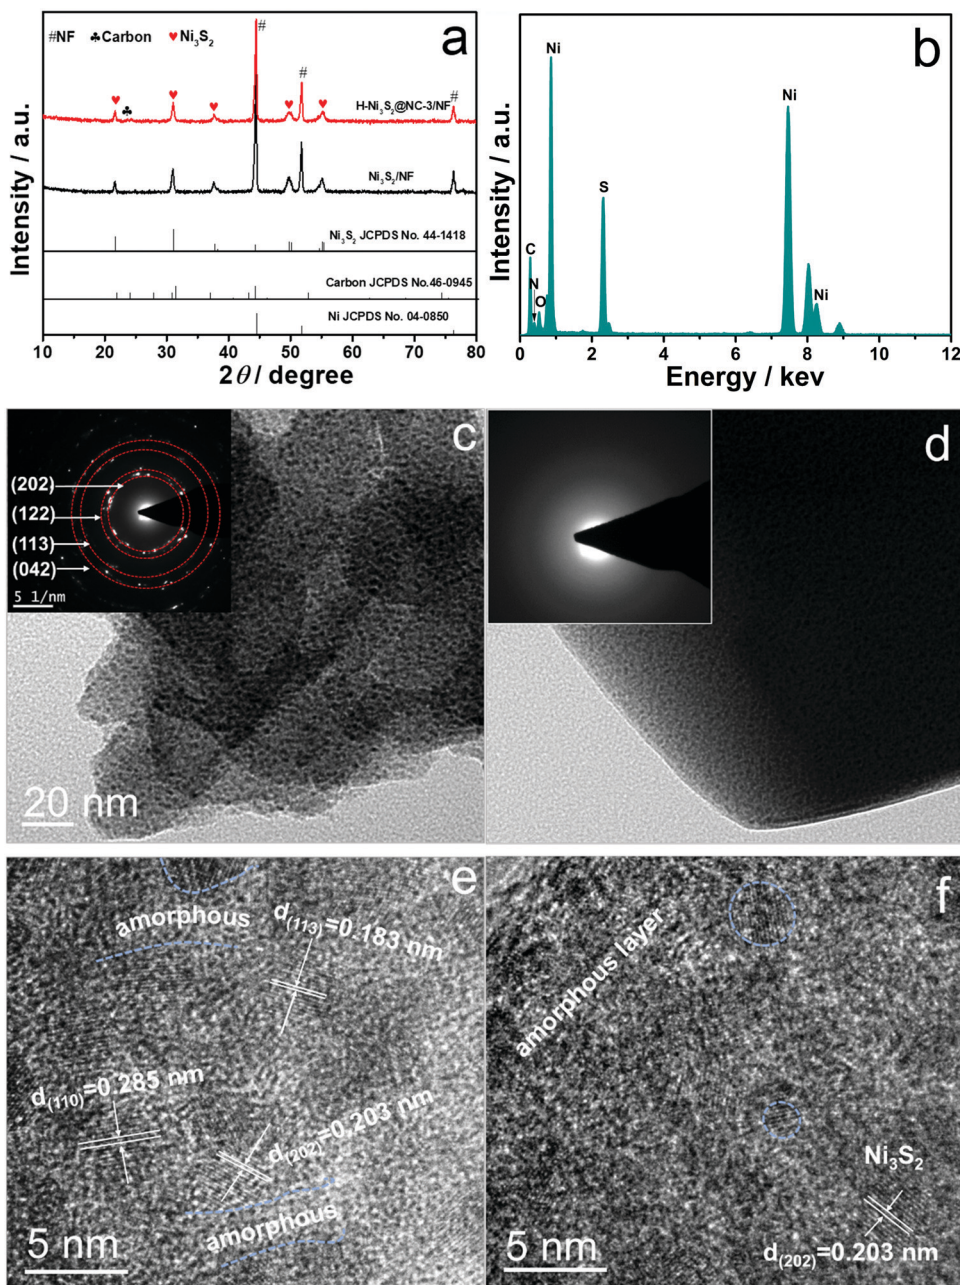 #NF ♣Carbon ♥Ni₃S₂
a
#
#
#
H-Ni₃S₂@NC-3/NF
Ni₃S₂/NF
Ni₃S₂ JCPDS No. 44-1418
Carbon JCPDS No.46-0945
Ni JCPDS No. 04-0850
Intensity / a.u.
10 20 30 40 50 60 70 80
2θ / degree
b
Ni
Ni
S
C
N
O
Ni
Intensity / a.u.
0 2 4 6 8 10 12
Energy / kev
c
(202)
(122)
(113)
(042)
5 1/nm
20 nm
d
e
amorphous
d(113)=0.183 nm
d(110)=0.285 nm
d(202)=0.203 nm
amorphous
5 nm
f
amorphous layer
Ni₃S₂
d(202)=0.203 nm
5 nm